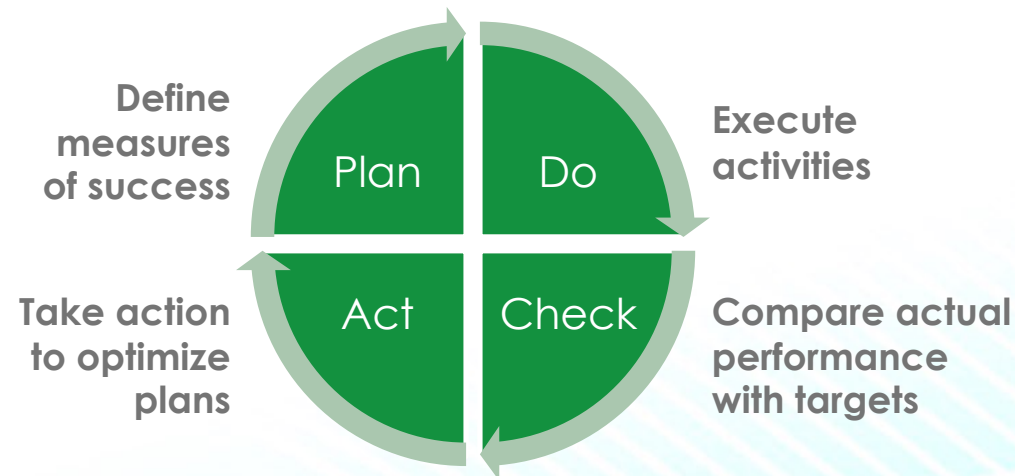 Define
measures
of success
Plan
Do
Execute
activities
Take action
to optimize
plans
Act
Check
Compare actual
performance
with targets